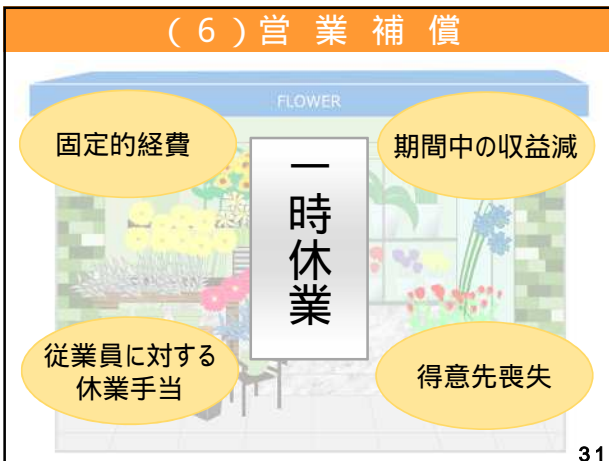 (6)営業補償
FLOWER
固定的経費
期間中の収益減
一時休業
従業員に対する
休業手当
得意先喪失
31